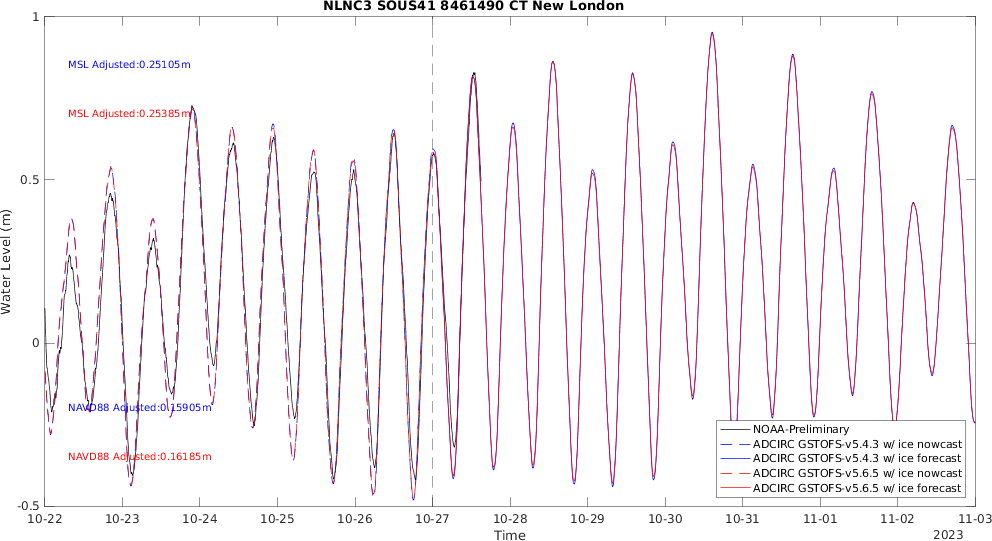 NLNC3 SOUS41 8461490 CT New London
1
MSL Adjusted:0.25105m
MSL Adjusted:0.25385m
0.5
Water Level (m)
0
NAVD88 Adjusted:0.15905m
NAVD88 Adjusted:0.16185m
NOAA-Preliminary
ADCIRC GSTOFS-v5.4.3 w/ ice nowcast
ADCIRC GSTOFS-v5.4.3 w/ ice forecast
ADCIRC GSTOFS-v5.6.5 w/ ice nowcast
ADCIRC GSTOFS-v5.6.5 w/ ice forecast
-0.5
10-22 10-23 10-24 10-25 10-26 10-27 10-28 10-29 10-30 10-31 11-01 11-02 11-03
Time
2023